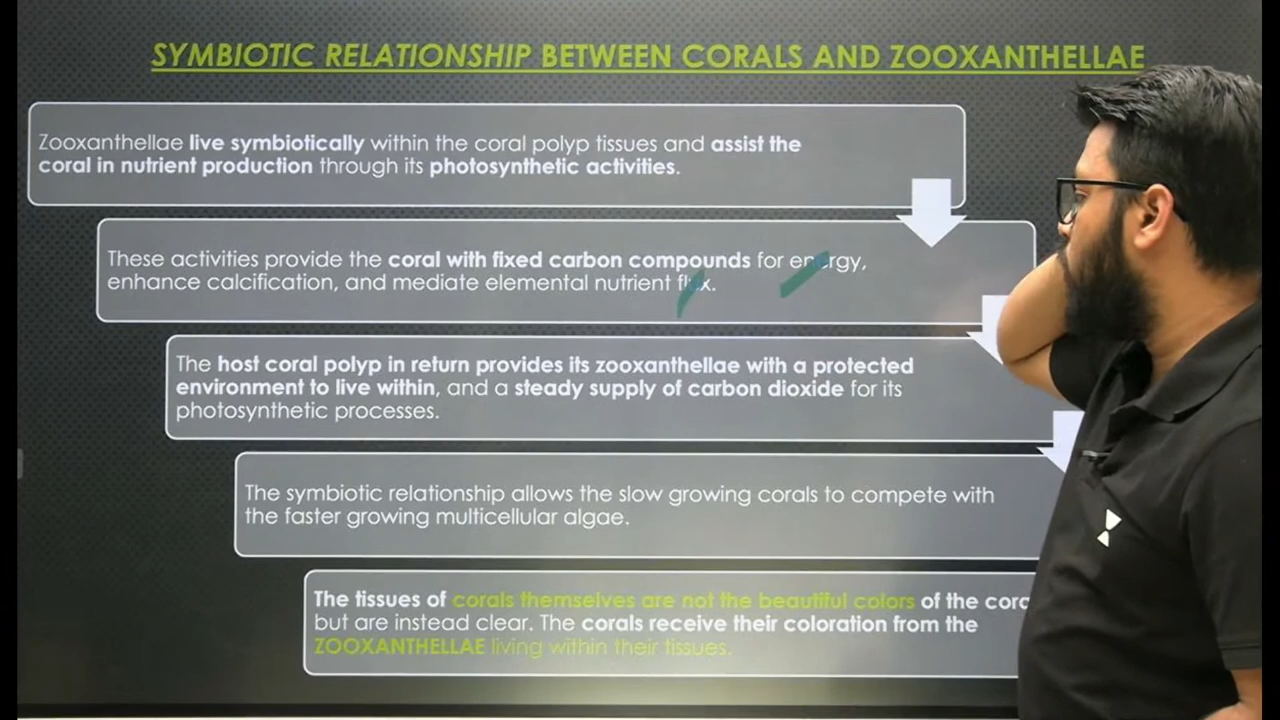 SYMBIOTIC RELATIONSHIP BETWEEN CORALS AND ZOOXANTHELLAE
Zooxanthellae live symbiotically within the coral polyp tissues and assist the
coral in nutrient production through its photosynthetic activities.
These activities provide the coral with fixed carbon compounds for energy,
enhance calcification, and mediate elemental nutrient flux.
The host coral polyp in return provides its zooxanthellae with a protected
environment to live within, and a steady supply of carbon dioxide for its
photosynthetic processes.
The symbiotic relationship allows the slow growing corals to compete with
the faster growing multicellular algae.
The tissues of corals themselves are not the beautiful colors of the
but are instead clear. The corals receive their coloration from the
ZOOXANTHELLAE living within their tissues.